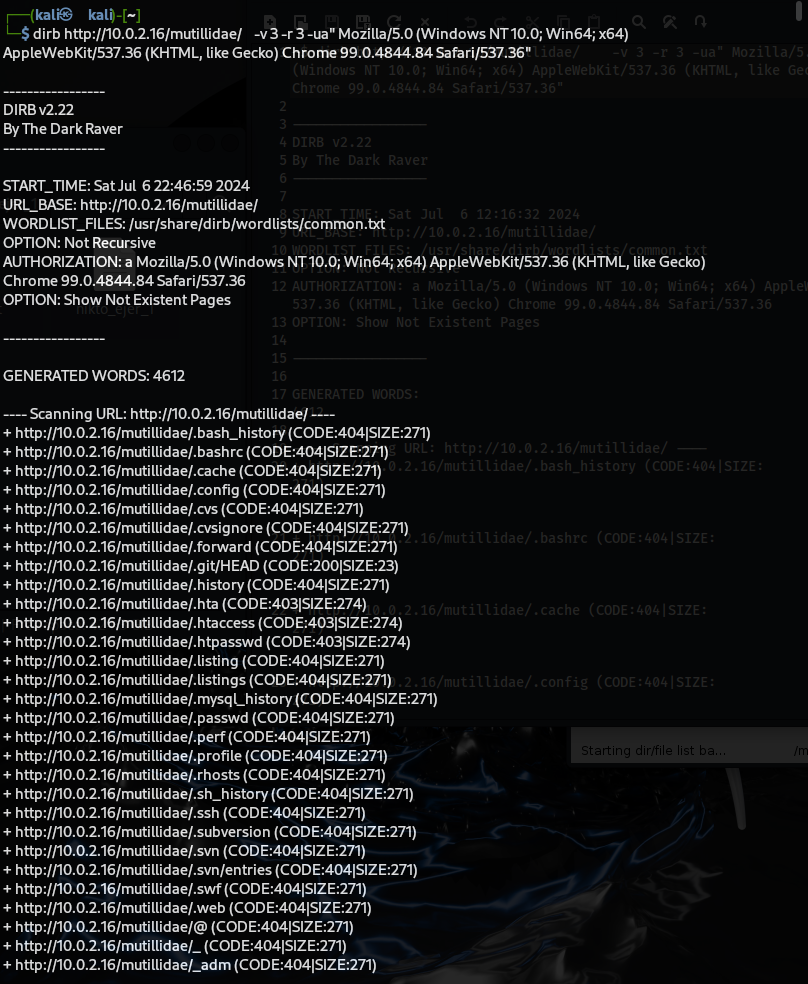 ┌──(kali㉿kali)-[~]
└─$ dirb http://10.0.2.16/mutillidae/ -v 3 -r 3 -ua" Mozilla/5.0 (Windows NT 10.0; Win64; x64)
AppleWebKit/537.36 (KHTML, like Gecko) Chrome 99.0.4844.84 Safari/537.36"
-----------------
DIRB v2.22
By The Dark Raver
-----------------
START_TIME: Sat Jul 6 22:46:59 2024
URL_BASE: http://10.0.2.16/mutillidae/
WORDLIST_FILES: /usr/share/dirb/wordlists/common.txt
OPTION: Not Recursive
AUTHORIZATION: a Mozilla/5.0 (Windows NT 10.0; Win64; x64) AppleWebKit/537.36 (KHTML, like Gecko)
Chrome 99.0.4844.84 Safari/537.36
OPTION: Show Not Existent Pages
-----------------
GENERATED WORDS: 4612
---- Scanning URL: http://10.0.2.16/mutillidae/ ----
+ http://10.0.2.16/mutillidae/.bash_history (CODE:404|SIZE:271)
+ http://10.0.2.16/mutillidae/.bashrc (CODE:404|SIZE:271)
+ http://10.0.2.16/mutillidae/.cache (CODE:404|SIZE:271)
+ http://10.0.2.16/mutillidae/.config (CODE:404|SIZE:271)
+ http://10.0.2.16/mutillidae/.cvs (CODE:404|SIZE:271)
+ http://10.0.2.16/mutillidae/.cvsignore (CODE:404|SIZE:271)
+ http://10.0.2.16/mutillidae/.forward (CODE:404|SIZE:271)
+ http://10.0.2.16/mutillidae/.git/HEAD (CODE:200|SIZE:23)
+ http://10.0.2.16/mutillidae/.history (CODE:404|SIZE:271)
+ http://10.0.2.16/mutillidae/.hta (CODE:403|SIZE:274)
+ http://10.0.2.16/mutillidae/.htaccess (CODE:403|SIZE:274)
+ http://10.0.2.16/mutillidae/.htpasswd (CODE:403|SIZE:274)
+ http://10.0.2.16/mutillidae/.listing (CODE:404|SIZE:271)
+ http://10.0.2.16/mutillidae/.listings (CODE:404|SIZE:271)
+ http://10.0.2.16/mutillidae/.mysql_history (CODE:404|SIZE:271)
+ http://10.0.2.16/mutillidae/.passwd (CODE:404|SIZE:271)
+ http://10.0.2.16/mutillidae/.perf (CODE:404|SIZE:271)
+ http://10.0.2.16/mutillidae/.profile (CODE:404|SIZE:271)
+ http://10.0.2.16/mutillidae/.rhosts (CODE:404|SIZE:271)
+ http://10.0.2.16/mutillidae/.sh_history (CODE:404|SIZE:271)
+ http://10.0.2.16/mutillidae/.ssh (CODE:404|SIZE:271)
+ http://10.0.2.16/mutillidae/.subversion (CODE:404|SIZE:271)
+ http://10.0.2.16/mutillidae/.svn (CODE:404|SIZE:271)
+ http://10.0.2.16/mutillidae/.svn/entries (CODE:404|SIZE:271)
+ http://10.0.2.16/mutillidae/.swf (CODE:404|SIZE:271)
+ http://10.0.2.16/mutillidae/.web (CODE:404|SIZE:271)
+ http://10.0.2.16/mutillidae/@ (CODE:404|SIZE:271)
+ http://10.0.2.16/mutillidae/_ (CODE:404|SIZE:271)
+ http://10.0.2.16/mutillidae/_adm (CODE:404|SIZE:271)
Starting dir/file list ba...